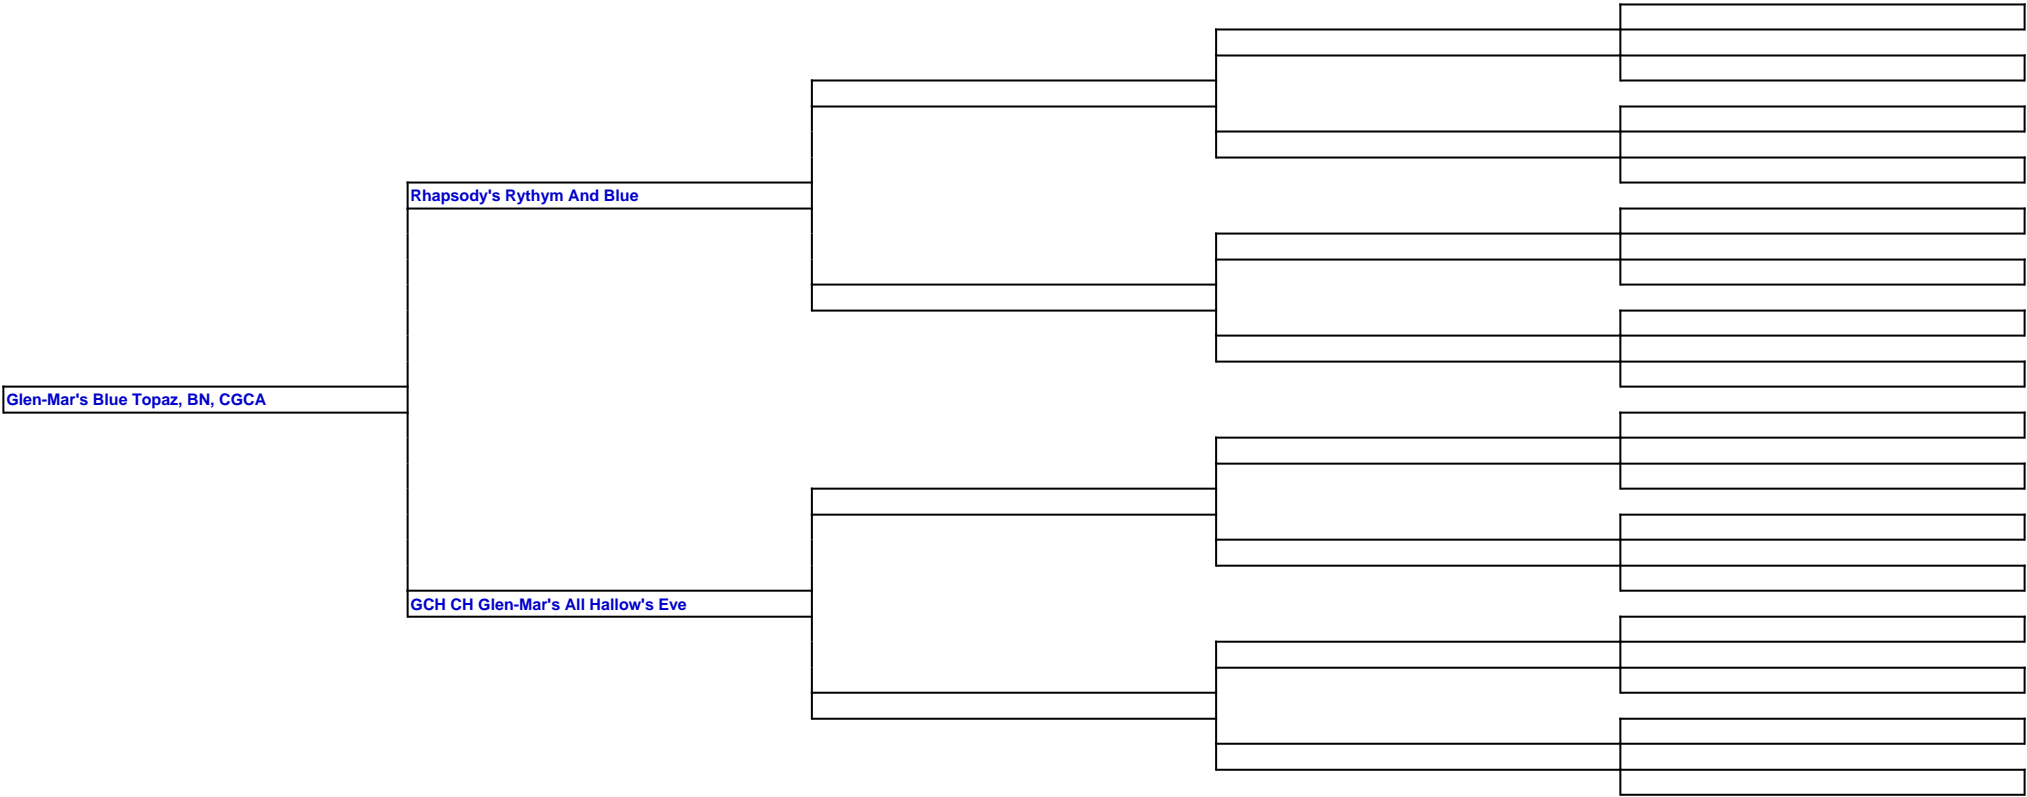 Rhapsody's Rythym And Blue
Glen-Mar's Blue Topaz, BN, CGCA
GCH CH Glen-Mar's All Hallow's Eve